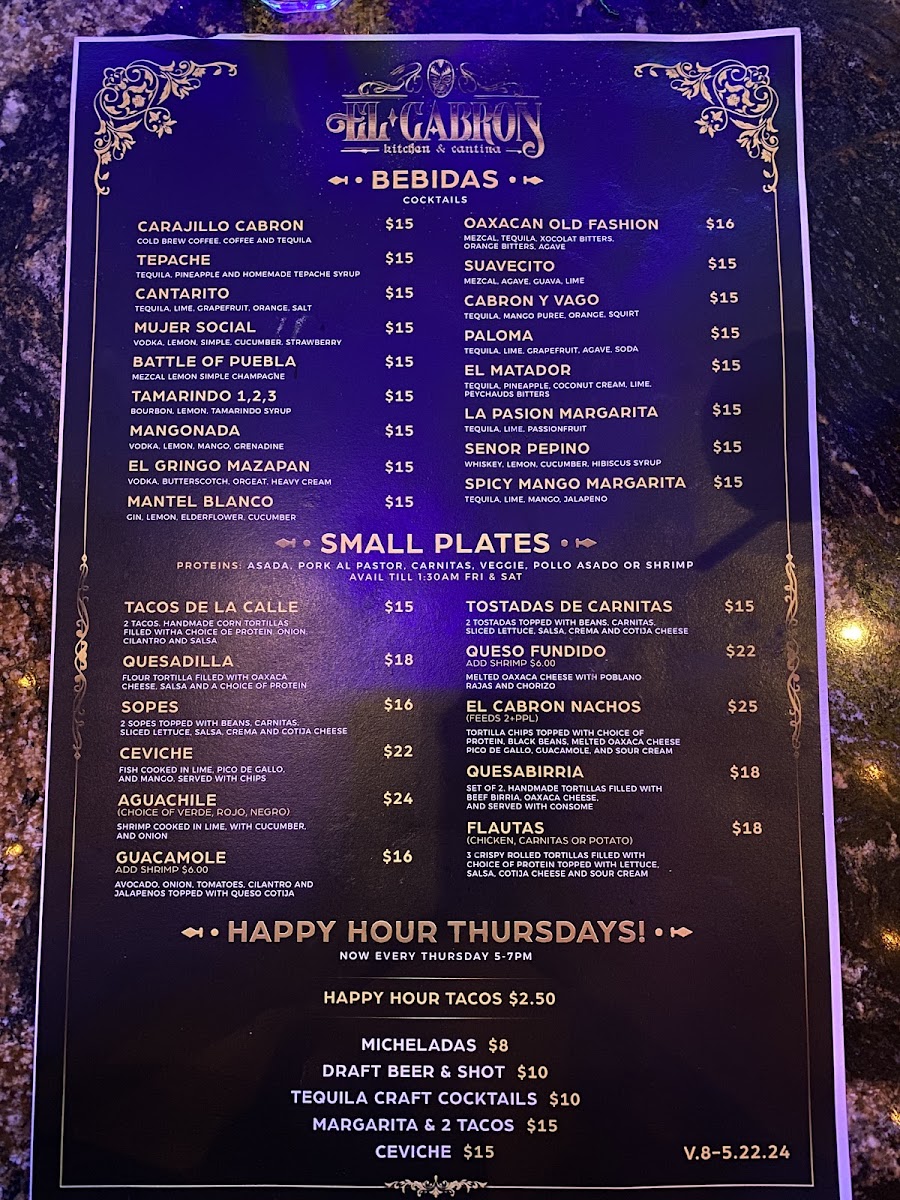 EL CABRON
kitchen & cantina
BEBIDAS
COCKTAILS
CARAJILLO CABRON $15
COLD BREW COFFEE, COFFEE AND TEQUILA
TEPACHE $15
TEQUILA, PINEAPPLE AND HOMEMADE TEPACHE SYRUP
CANTARITO $15
TEQUILA, LIME, GRAPEFRUIT, ORANGE, SALT
MUJER SOCIAL $15
VODKA, LEMON, SIMPLE, CUCUMBER, STRAWBERRY
BATTLE OF PUEBLA $15
MEZCAL LEMON SIMPLE CHAMPAGNE
TAMARINDO 1,2,3 $15
BOURBON, LEMON, TAMARINDO SYRUP
MANGONADA $15
VODKA, LEMON, MANGO, GRENADINE
EL GRINGO MAZAPAN $15
VODKA, BUTTERSCOTCH, ORGEAT, HEAVY CREAM
MANTEL BLANCO $15
GIN, LEMON, ELDERFLOWER, CUCUMBER
OAXACAN OLD FASHION $16
MEZCAL, TEQUILA, XOCOLAT BITTERS,
ORANGE BITTERS, AGAVE
SUAVECITO $15
MEZCAL, AGAVE, GUAVA, LIME
CABRON Y VAGO $15
TEQUILA, MANGO PUREE, ORANGE, SQUIRT
PALOMA $15
TEQUILA, LIME, GRAPEFRUIT, AGAVE, SODA
EL MATADOR $15
TEQUILA, PINEAPPLE, COCONUT CREAM, LIME,
PEYCHAUDS BITTERS
LA PASION MARGARITA $15
TEQUILA, LIME, PASSIONFRUIT
SENOR PEPINO $15
WHISKEY, LEMON, CUCUMBER, HIBISCUS SYRUP
SPICY MANGO MARGARITA $15
TEQUILA, LIME, MANGO, JALAPENO
SMALL PLATES
PROTEINS: ASADA, PORK AL PASTOR, CARNITAS, VEGGIE, POLLO ASADO OR SHRIMP
AVAIL TILL 1:30AM FRI & SAT
TACOS DE LA CALLE $15
2 TACOS, HANDMADE CORN TORTILLAS
FILLED WITHA CHOICE OF PROTEIN, ONION,
CILANTRO AND SALSA
QUESADILLA $18
FLOUR TORTILLA FILLED WITH OAXACA
CHEESE, SALSA AND A CHOICE OF PROTEIN
SOPES $16
2 SOPES TOPPED WITH BEANS, CARNITAS,
SLICED LETTUCE, SALSA, CREMA AND COTIJA CHEESE
CEVICHE $22
FISH COOKED IN LIME, PICO DE GALLO,
AND MANGO. SERVED WITH CHIPS
AGUACHILE $24
(CHOICE OF VERDE, ROJO, NEGRO)
SHRIMP COOKED IN LIME, WITH CUCUMBER,
AND ONION
GUACAMOLE $16
ADD SHRIMP $6.00
AVOCADO, ONION, TOMATOES, CILANTRO AND
JALAPENOS TOPPED WITH QUESO COTIJA
TOSTADAS DE CARNITAS $15
2 TOSTADAS TOPPED WITH BEANS, CARNITAS,
SLICED LETTUCE, SALSA, CREMA AND COTIJA CHEESE
QUESO FUNDIDO $22
ADD SHRIMP $6.00
MELTED OAXACA CHEESE WITH POBLANO
RAJAS AND CHORIZO
EL CABRON NACHOS $25
(FEEDS 2+PPL)
TORTILLA CHIPS TOPPED WITH CHOICE OF
PROTEIN, BLACK BEANS, MELTED OAXACA CHEESE
PICO DE GALLO, GUACAMOLE, AND SOUR CREAM
QUESABIRRIA $18
SET OF 2, HANDMADE TORTILLAS FILLED WITH
BEEF BIRRIA, OAXACA CHEESE,
AND SERVED WITH CONSOME
FLAUTAS $18
(CHICKEN, CARNITAS OR POTATO)
3 CRISPY ROLLED TORTILLAS FILLED WITH
CHOICE OF PROTEIN TOPPED WITH LETTUCE,
SALSA, COTIJA CHEESE AND SOUR CREAM
HAPPY HOUR THURSDAYS!
NOW EVERY THURSDAY 5-7PM
HAPPY HOUR TACOS $2.50
MICHELADAS $8
DRAFT BEER & SHOT $10
TEQUILA CRAFT COCKTAILS $10
MARGARITA & 2 TACOS $15
CEVICHE $15
V.8-5.22.24